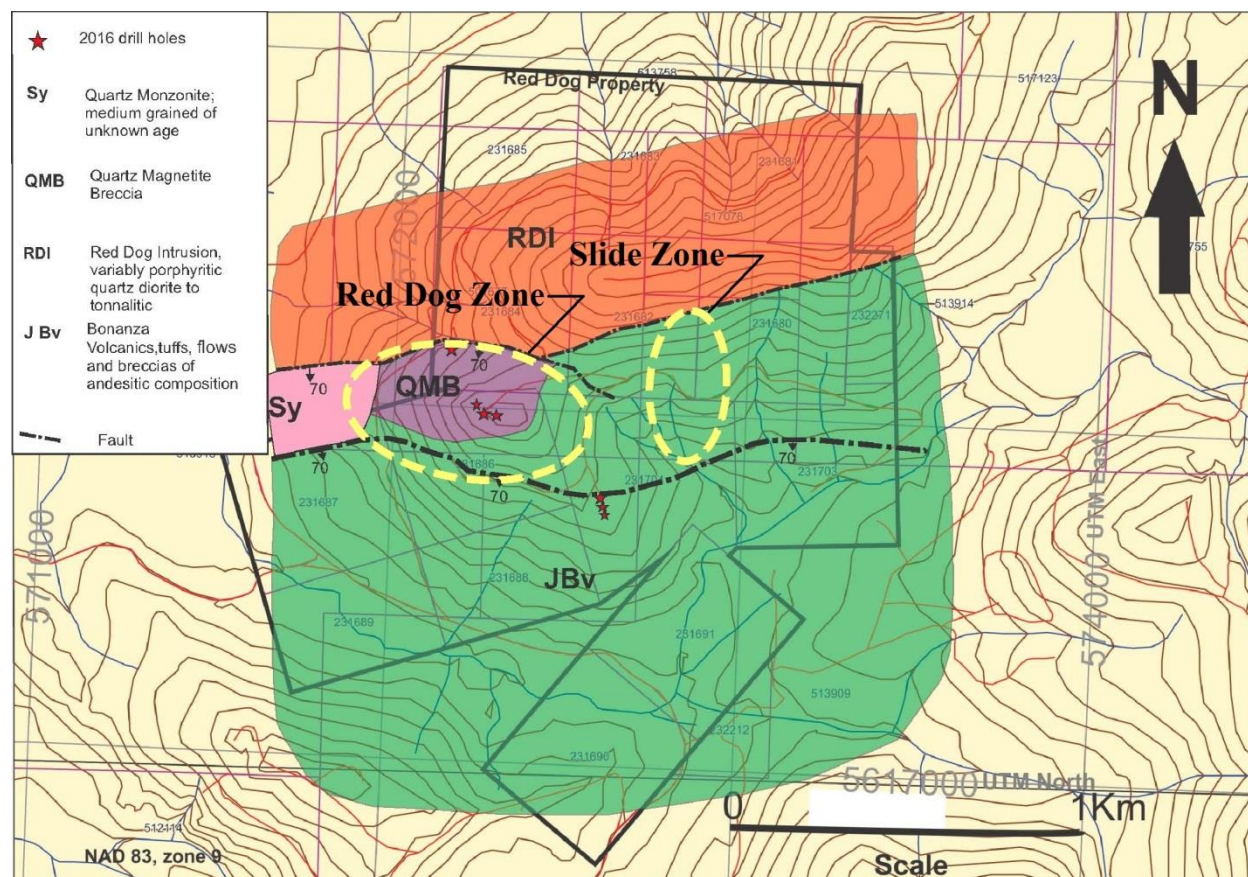 2016 drill holes
Sy
Quartz Monzonite;
medium grained of
unknown age
QMB
Quartz Magnetite
Breccia
RDI
Red Dog Intrusion,
variably porphyritic
quartz diorite to
tonnalitic
J Bv
Bonanza
Volcanics,tuffs, flows
and breccias of
andesitic composition
Fault
513758
Red Dog Property
517123
N
231685
231683
231681
517076
572000
RDI
755
Slide Zone
Red Dog Zone
513914
231684
231682
231680
232271
70
70
QMB
Sy
70
231686
70
70
231703
231687
574000 UTM East
571000
231688
JBv
231689
231691
513909
232212
231690
5617000 UTM North
0
1Km
512114
NAD 83, zone 9
Scale